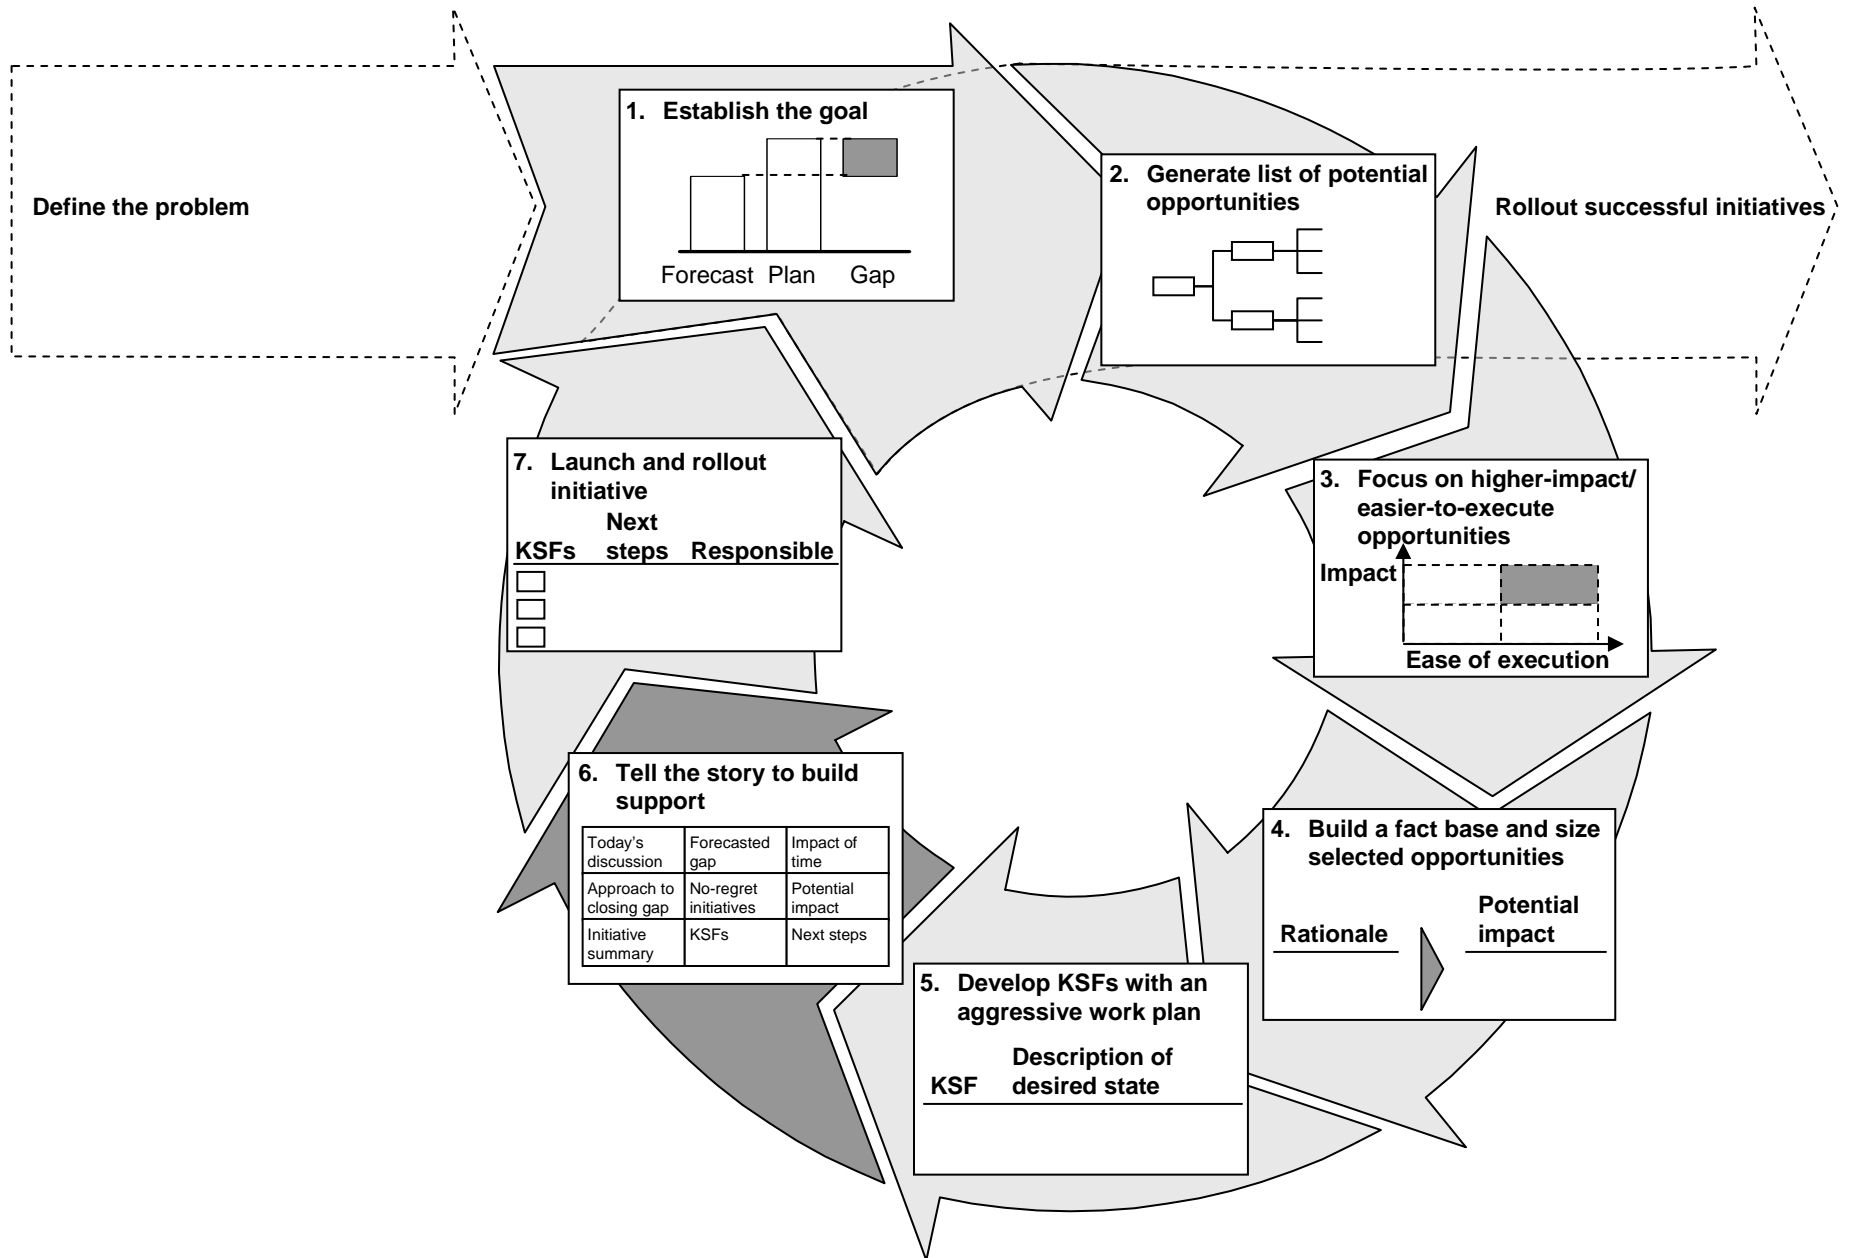 Define the problem
1. Establish the goal
Forecast Plan Gap
2. Generate list of potential
opportunities
Rollout successful initiatives
3. Focus on higher-impact/
easier-to-execute
opportunities
Impact
Ease of execution
4. Build a fact base and size
selected opportunities
Rationale
Potential
impact
5. Develop KSFs with an
aggressive work plan
KSF
Description of
desired state
6. Tell the story to build
support
Today's
discussion
Forecasted
gap
Impact of
time
Approach to
closing gap
No-regret
initiatives
Potential
impact
Initiative
summary
KSFs
Next steps
7. Launch and rollout
initiative
KSFs
Next
steps
Responsible